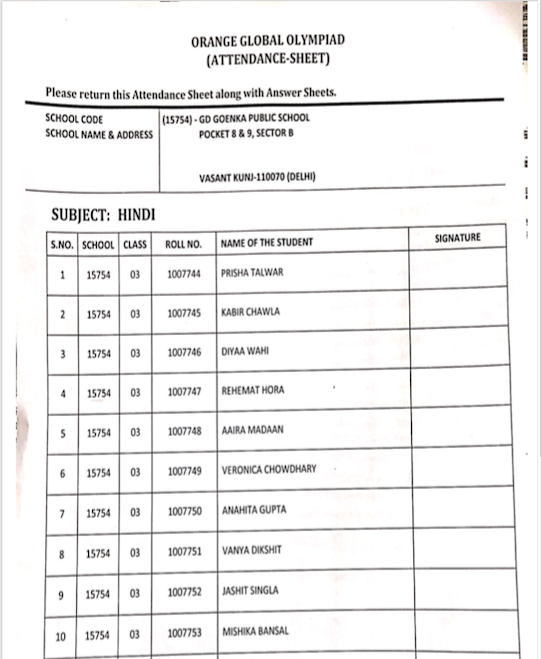 ORANGE GLOBAL OLYMPIAD
(ATTENDANCE-SHEET)
Please return this Attendance Sheet along with Answer Sheets.
SCHOOL CODE (15754) - GD GOENKA PUBLIC SCHOOL
SCHOOL NAME & ADDRESS POCKET 8 & 9, SECTOR B
VASANT KUNJ-110070 (DELHI)
SUBJECT: HINDI
S.NO. SCHOOL CLASS ROLL NO. NAME OF THE STUDENT SIGNATURE
1 15754 03 1007744 PRISHA TALWAR
2 15754 03 1007745 KABIR CHAWLA
3 15754 03 1007746 DIYAA WAHI
4 15754 03 1007747 REHEMAT HORA
5 15754 03 1007748 AAIRA MADAAN
6 15754 03 1007749 VERONICA CHOWDHARY
7 15754 03 1007750 ANAHITA GUPTA
8 15754 03 1007751 VANYA DIKSHIT
9 15754 03 1007752 JASHIT SINGLA
10 15754 03 1007753 MISHIKA BANSAL